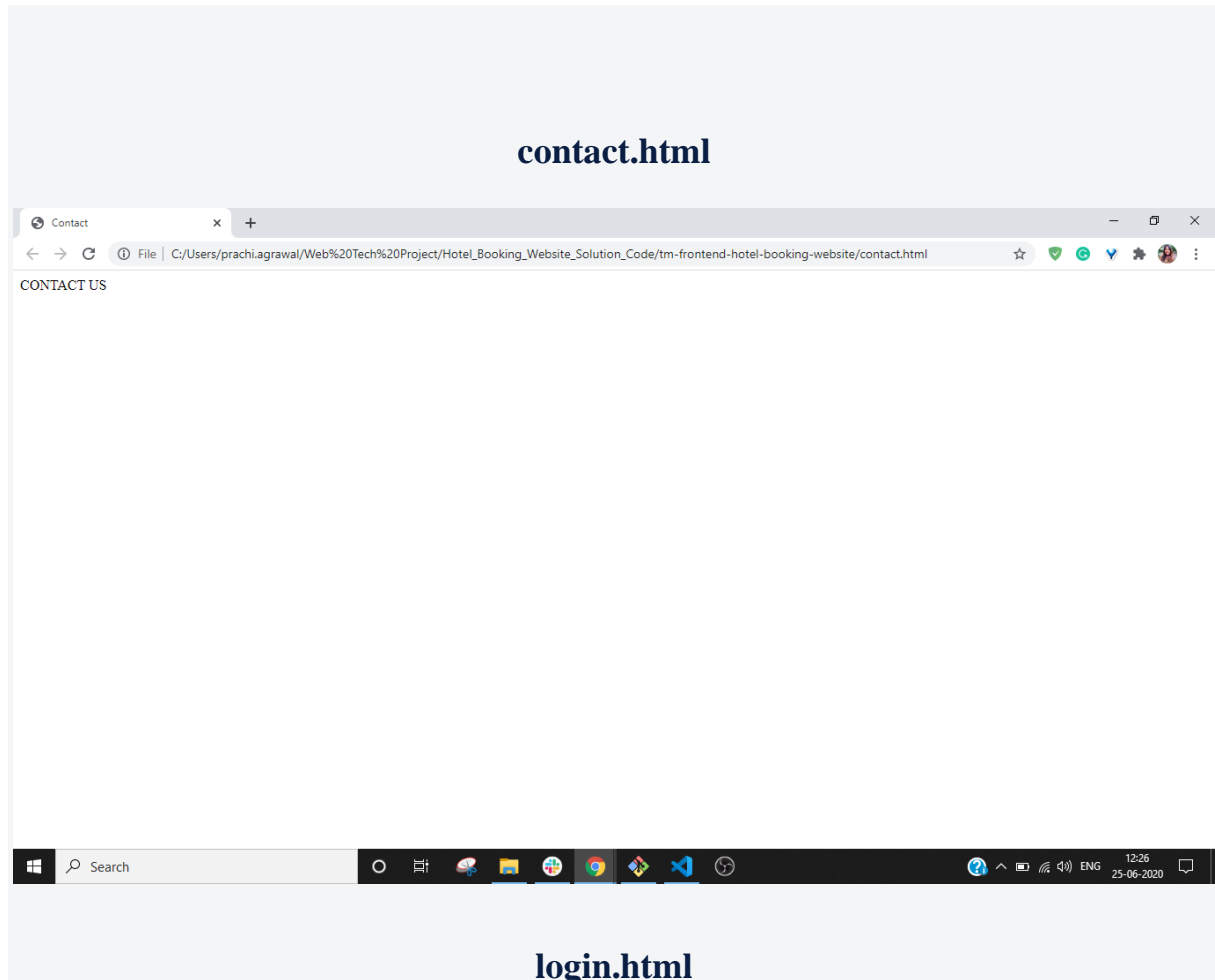 contact.html
Contact
File | C:/Users/prachi.agrawal/Web%20Tech%20Project/Hotel_Booking_Website_Solution_Code/tm-frontend-hotel-booking-website/contact.html
CONTACT US
Search
ENG
12:26
25-06-2020
login.html